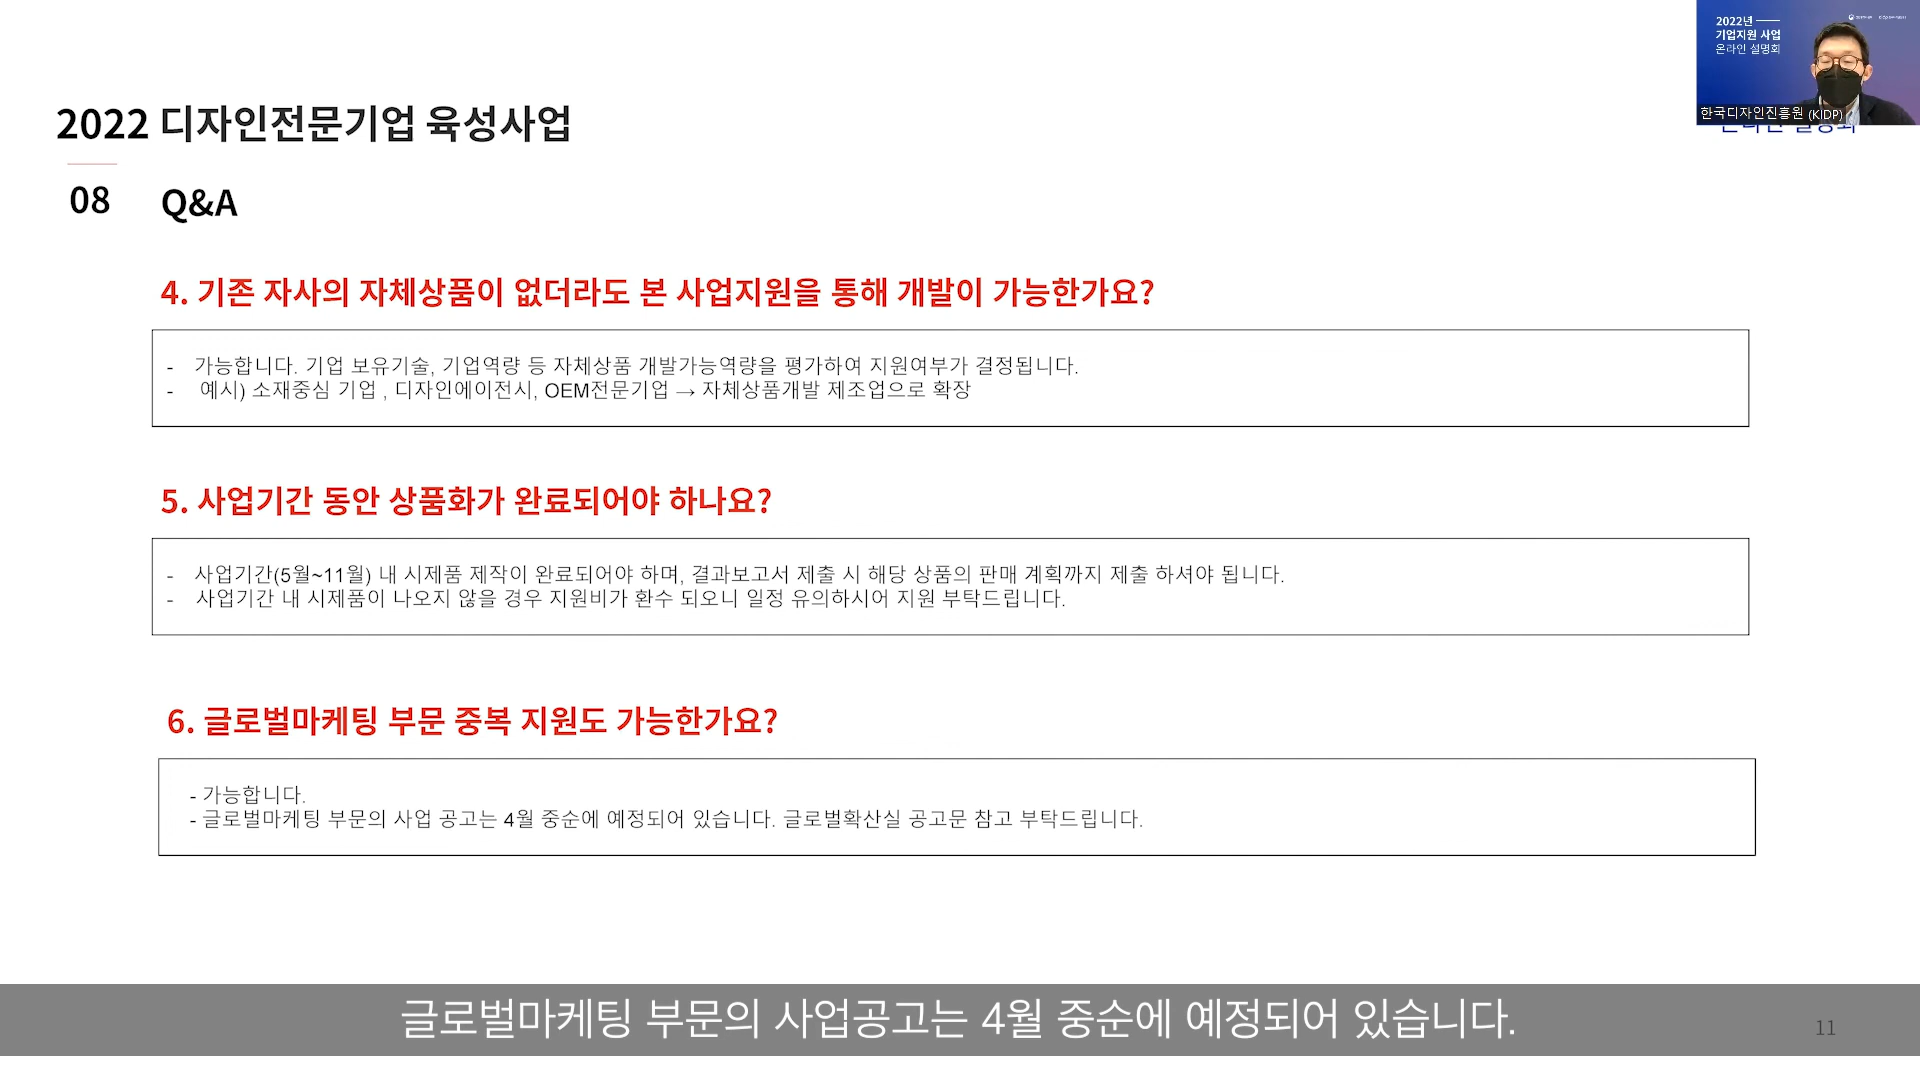 2022년
기업지원 사업
온라인 설명회
한국디자인진흥원 (KIDP)
2022 디자인전문기업 육성사업
08 Q&A
4. 기존 자사의 자체상품이 없더라도 본 사업지원을 통해 개발이 가능한가요?
- 가능합니다. 기업 보유기술, 기업역량 등 자체상품 개발가능역량을 평가하여 지원여부가 결정됩니다.
- 예시) 소재중심 기업 , 디자인에이전시, OEM전문기업 → 자체상품개발 제조업으로 확장
5. 사업기간 동안 상품화가 완료되어야 하나요?
- 사업기간(5월~11월) 내 시제품 제작이 완료되어야 하며, 결과보고서 제출 시 해당 상품의 판매 계획까지 제출 하셔야 됩니다.
- 사업기간 내 시제품이 나오지 않을 경우 지원비가 환수 되오니 일정 유의하시어 지원 부탁드립니다.
6. 글로벌마케팅 부문 중복 지원도 가능한가요?
- 가능합니다.
- 글로벌마케팅 부문의 사업 공고는 4월 중순에 예정되어 있습니다. 글로벌확산실 공고문 참고 부탁드립니다.
글로벌마케팅 부문의 사업공고는 4월 중순에 예정되어 있습니다.
11